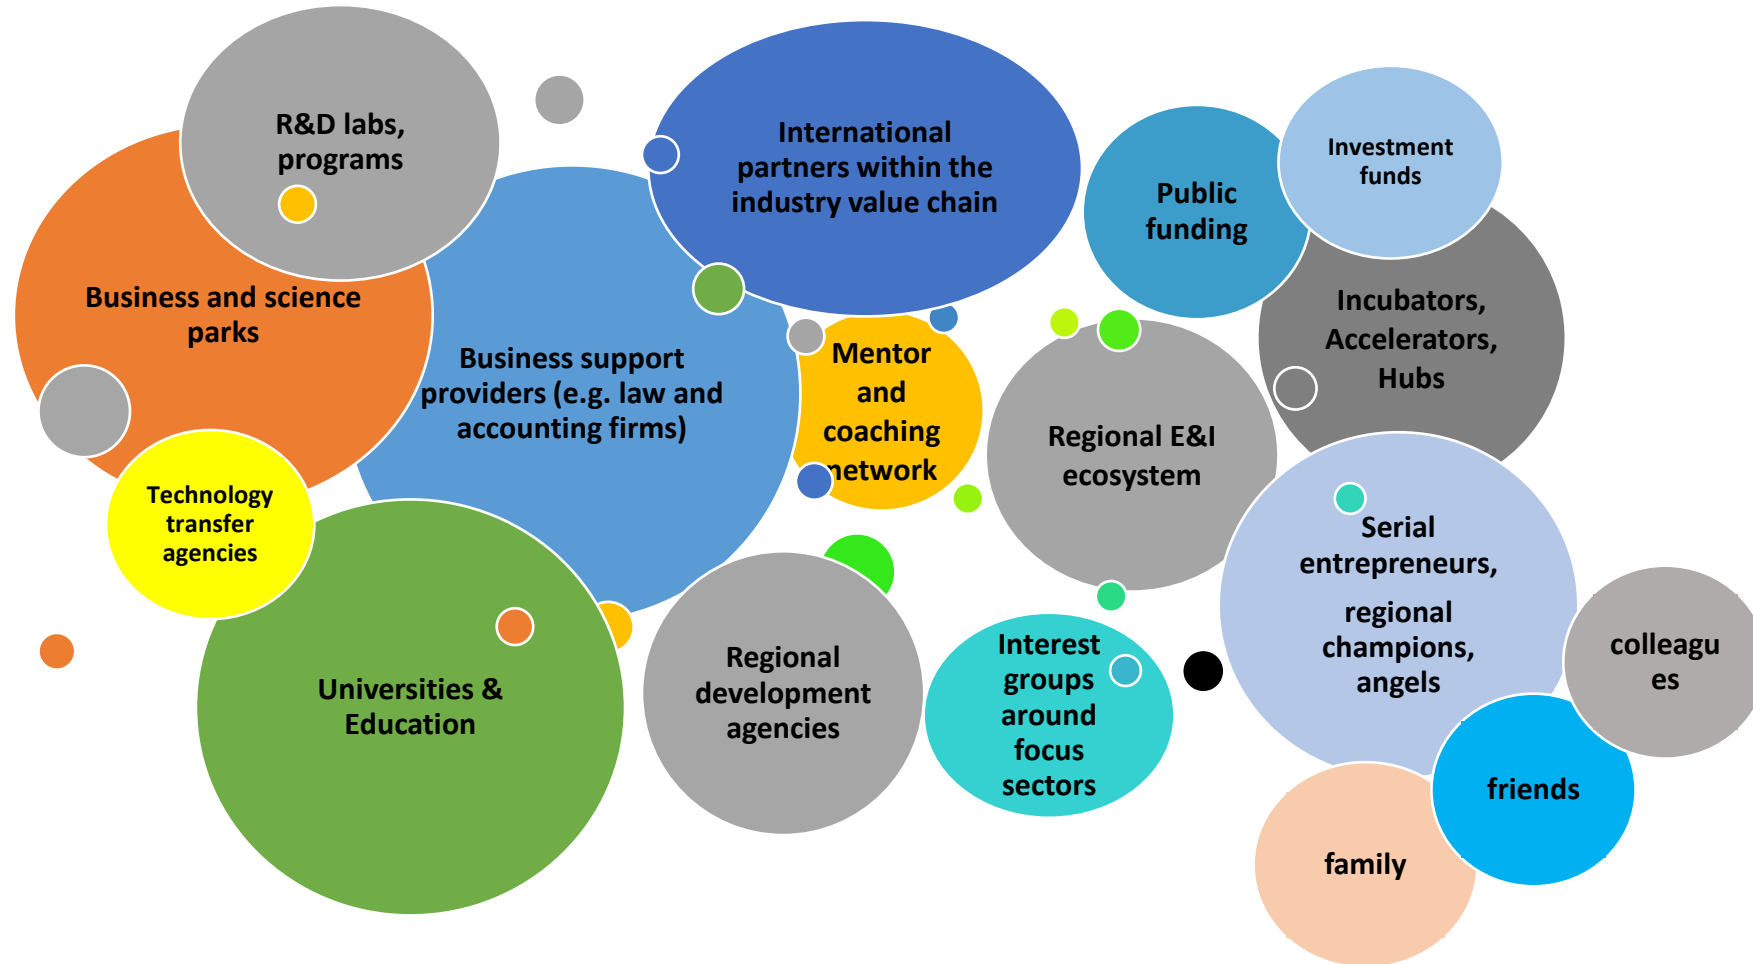 R&D labs,
programs
International
partners within the
industry value chain
Investment
funds
Public
funding
Business and science
parks
Incubators,
Accelerators,
Hubs
Business support
providers (e.g. law and
accounting firms)
Mentor
and
coaching
network
Regional E&I
ecosystem
Technology
transfer
agencies
Serial
entrepreneurs,
regional
champions,
angels
Universities &
Education
Regional
development
agencies
Interest
groups
around
focus
sectors
colleagu
es
friends
family